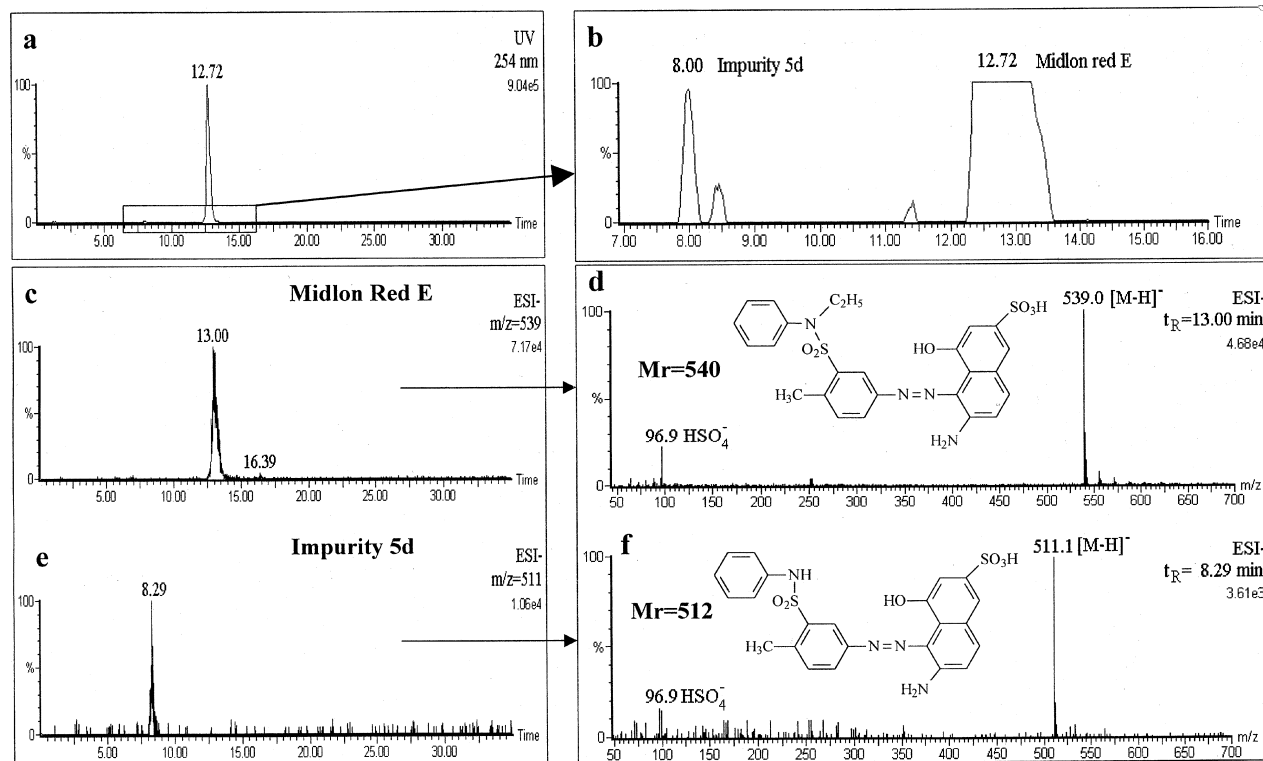 a
UV
254 nm
9.04e5
12.72
100
%
0
5.00 10.00 15.00 20.00 25.00 30.00
Time
b
8.00 Impurity 5d
12.72 Midlon red E
100
%
0
7.00 8.00 9.00 10.00 11.00 12.00 13.00 14.00 15.00 16.00
Time
c
Midlon Red E
ESI-
m/z=539
7.17e4
13.00
16.39
100
%
0
5.00 10.00 15.00 20.00 25.00 30.00
Time
d
539.0 [M-H]-
ESI-
tR=13.00 min
4.68e4
100
%
0
Mr=540
C2H5
N
O2S
H3C
N=N
HO
SO3H
H2N
96.9 HSO4-
50 100 150 200 250 300 350 400 450 500 550 600 650 700
m/z
e
Impurity 5d
ESI-
m/z=511
1.06e4
8.29
100
%
0
5.00 10.00 15.00 20.00 25.00 30.00
Time
f
511.1 [M-H]-
ESI-
tR= 8.29 min
3.61e3
100
%
0
Mr=512
NH
O2S
H3C
N=N
HO
SO3H
H2N
96.9 HSO4-
50 100 150 200 250 300 350 400 450 500 550 600 650 700
m/z